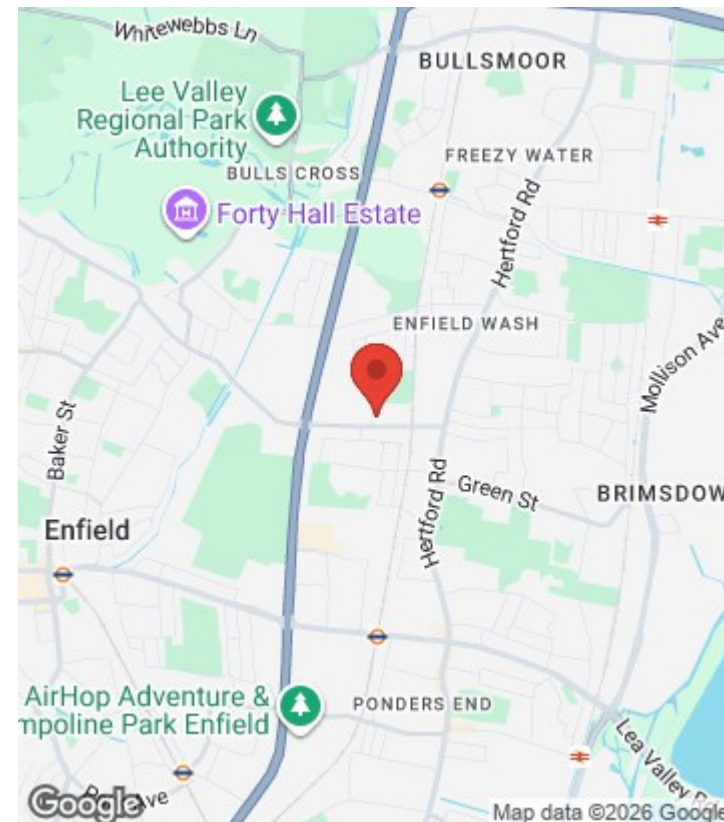 Whitewebbs Ln
BULLSMOOR
Lee Valley
Regional Park
Authority
FREEZY WATER
BULLS CROSS
Forty Hall Estate
Hertford Rd
ENFIELD WASH
Mollison Ave
Baker St
Green St
BRIMSDOW
Hertford Rd
Enfield
AirHop Adventure &
mpoline Park Enfield
PONDERS END
Lea Valley
Ave
Google
Map data ©2026 Google